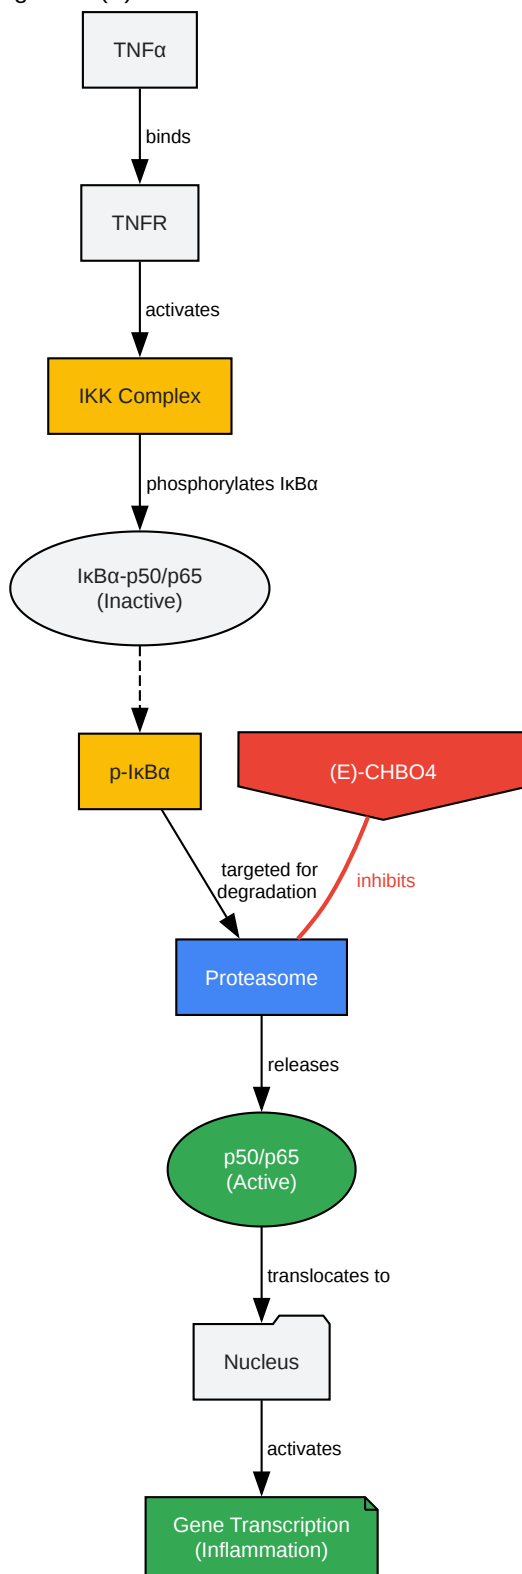 TNFα
binds
TNFR
activates
IKK Complex
phosphorylates IκBα
IκBα-p50/p65
(Inactive)
p-IκBα
(E)-CHBO4
targeted for
degradation
inhibits
Proteasome
releases
p50/p65
(Active)
translocates to
Nucleus
activates
Gene Transcription
(Inflammation)